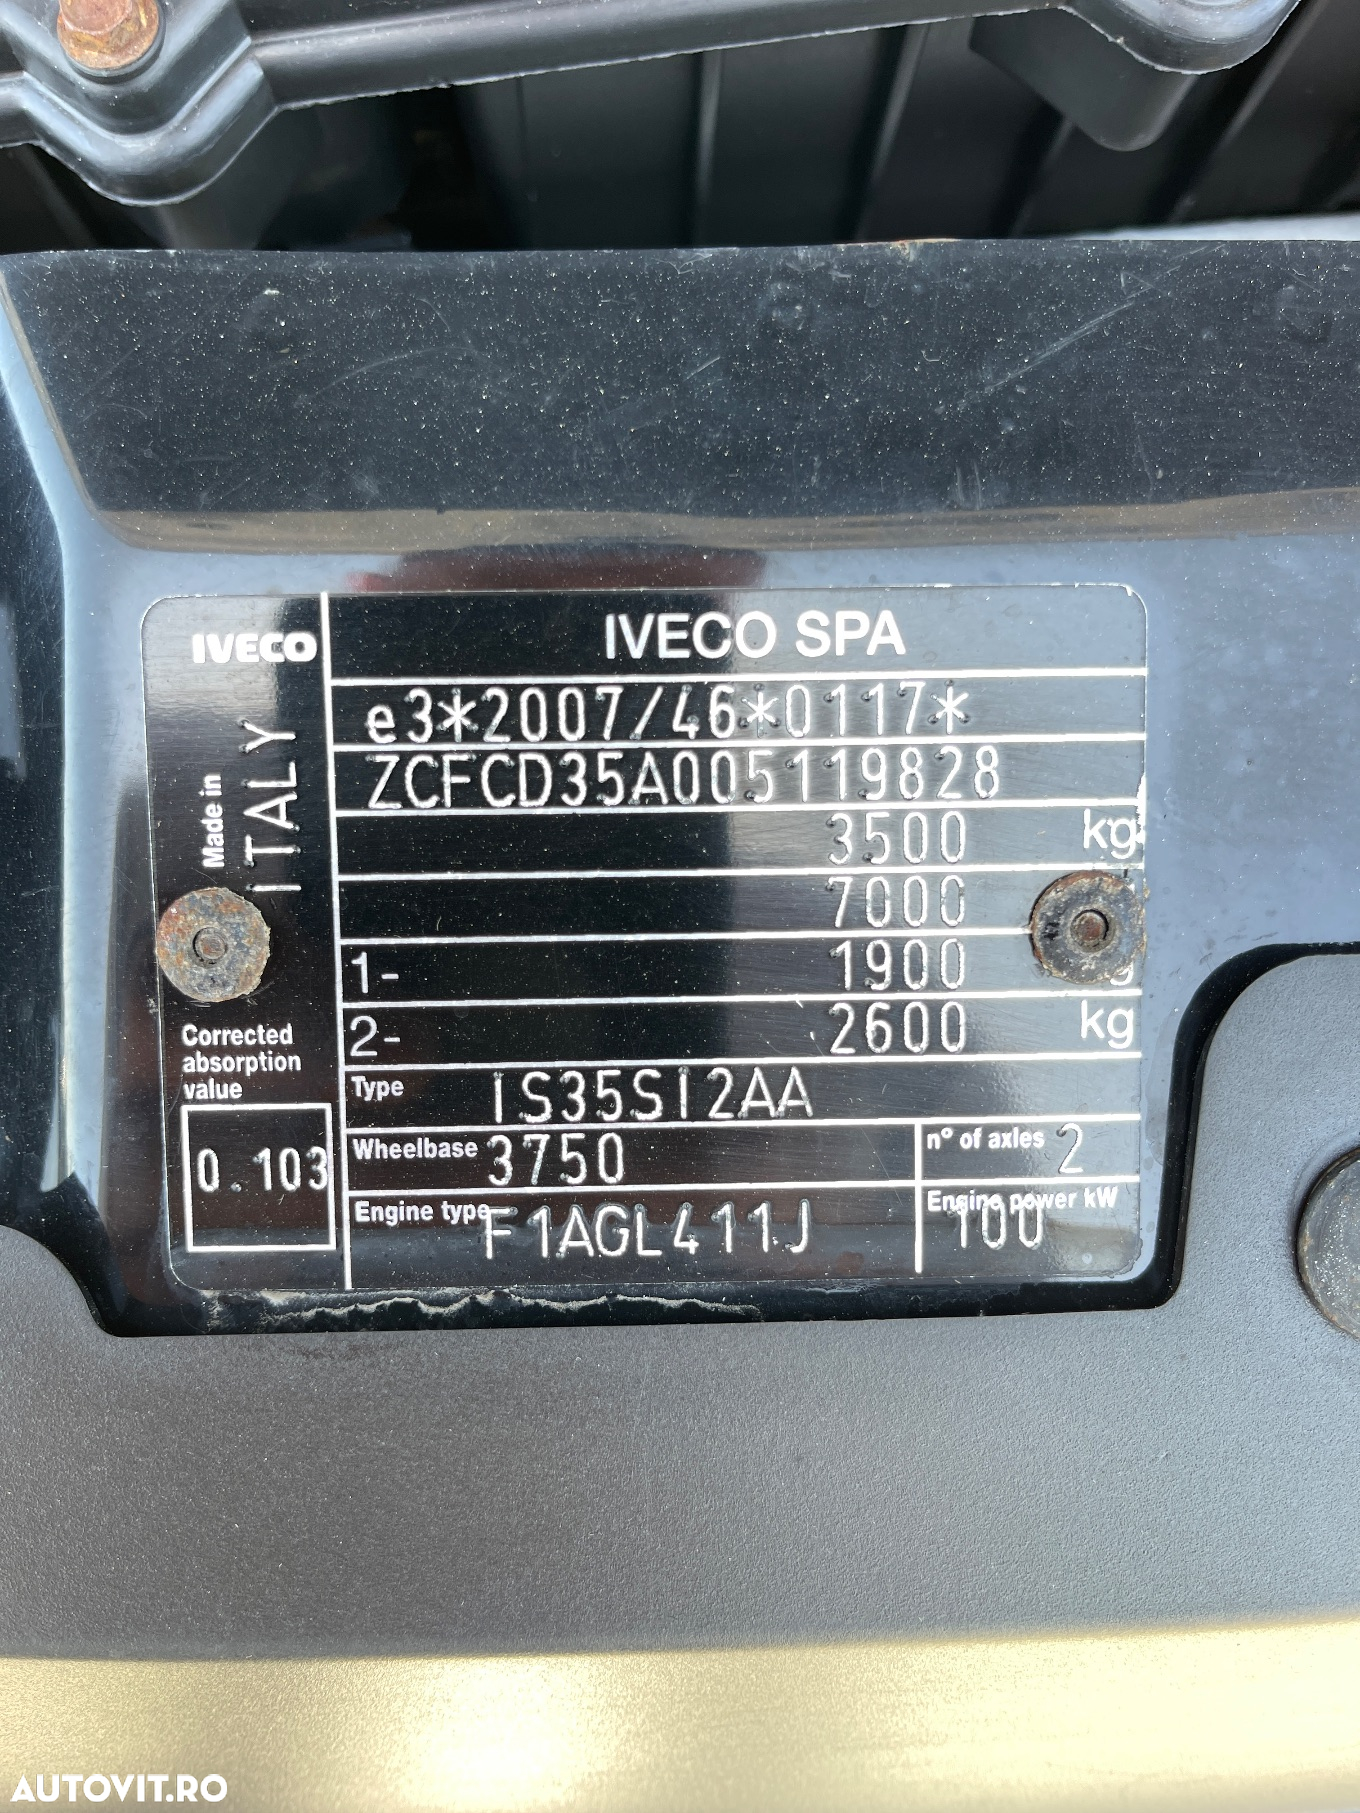 IVECO
IVECO SPA
Made in
ITALY
e3*2007/46*0117*
ZCFCD35A005119828
3500 kg
7000
1- 1900 g
2- 2600 kg
Corrected
absorption
value
0.103
Type IS35SI2AA
Wheelbase 3750 n° of axles 2
Engine type F1AGL411J Engine power kW 100
AUTOVIT.RO